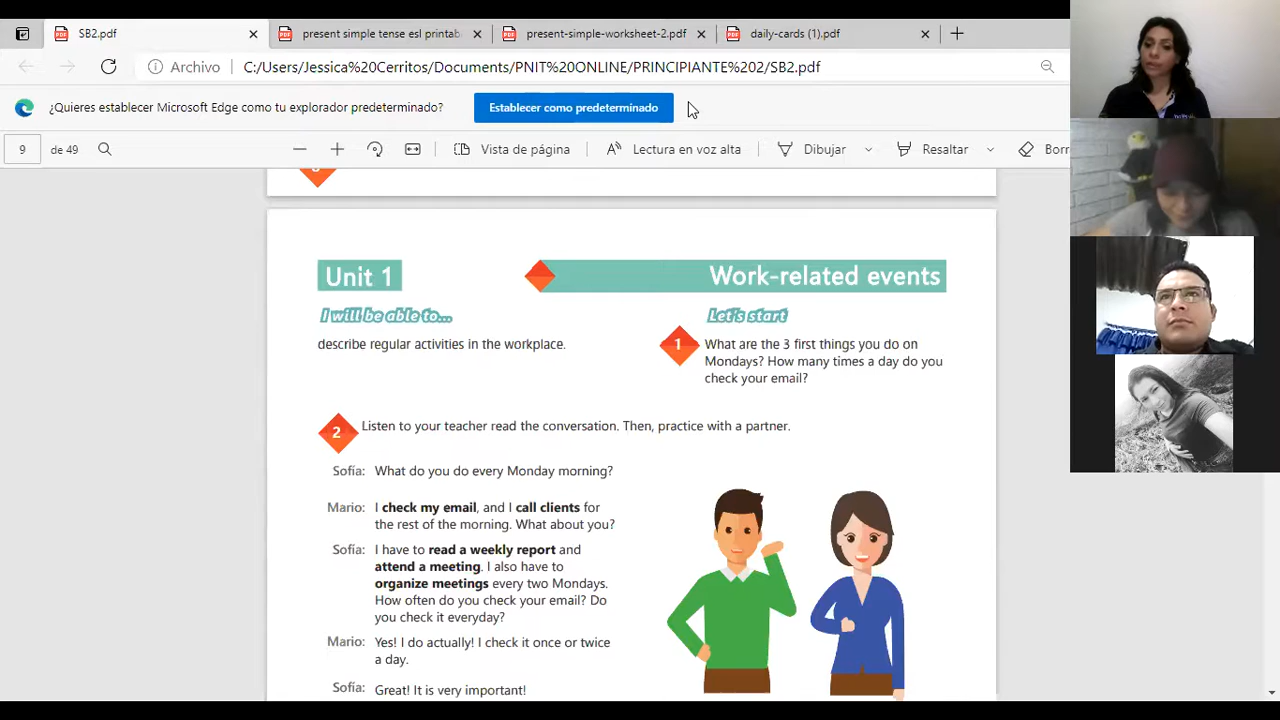 SB2.pdf
present simple tense esl printab
present-simple-worksheet-2.pdf
daily-cards (1).pdf
Archivo
C:/Users/Jessica%20Cerritos/Documents/PNIT%20ONLINE/PRINCIPIANTE%202/SB2.pdf
¿Quieres establecer Microsoft Edge como tu explorador predeterminado?
Establecer como predeterminado
9
de 49
Vista de página
Lectura en voz alta
Dibujar
Resaltar
Borr
Unit 1
Work-related events
I will be able to...
Let's start
describe regular activities in the workplace.
1
What are the 3 first things you do on
Mondays? How many times a day do you
check your email?
2
Listen to your teacher read the conversation. Then, practice with a partner.
Sofía: What do you do every Monday morning?
Mario: I check my email, and I call clients for
the rest of the morning. What about you?
Sofía: I have to read a weekly report and
attend a meeting. I also have to
organize meetings every two Mondays.
How often do you check your email? Do
you check it everyday?
Mario: Yes! I do actually! I check it once or twice
a day.
Sofía: Great! It is very important!